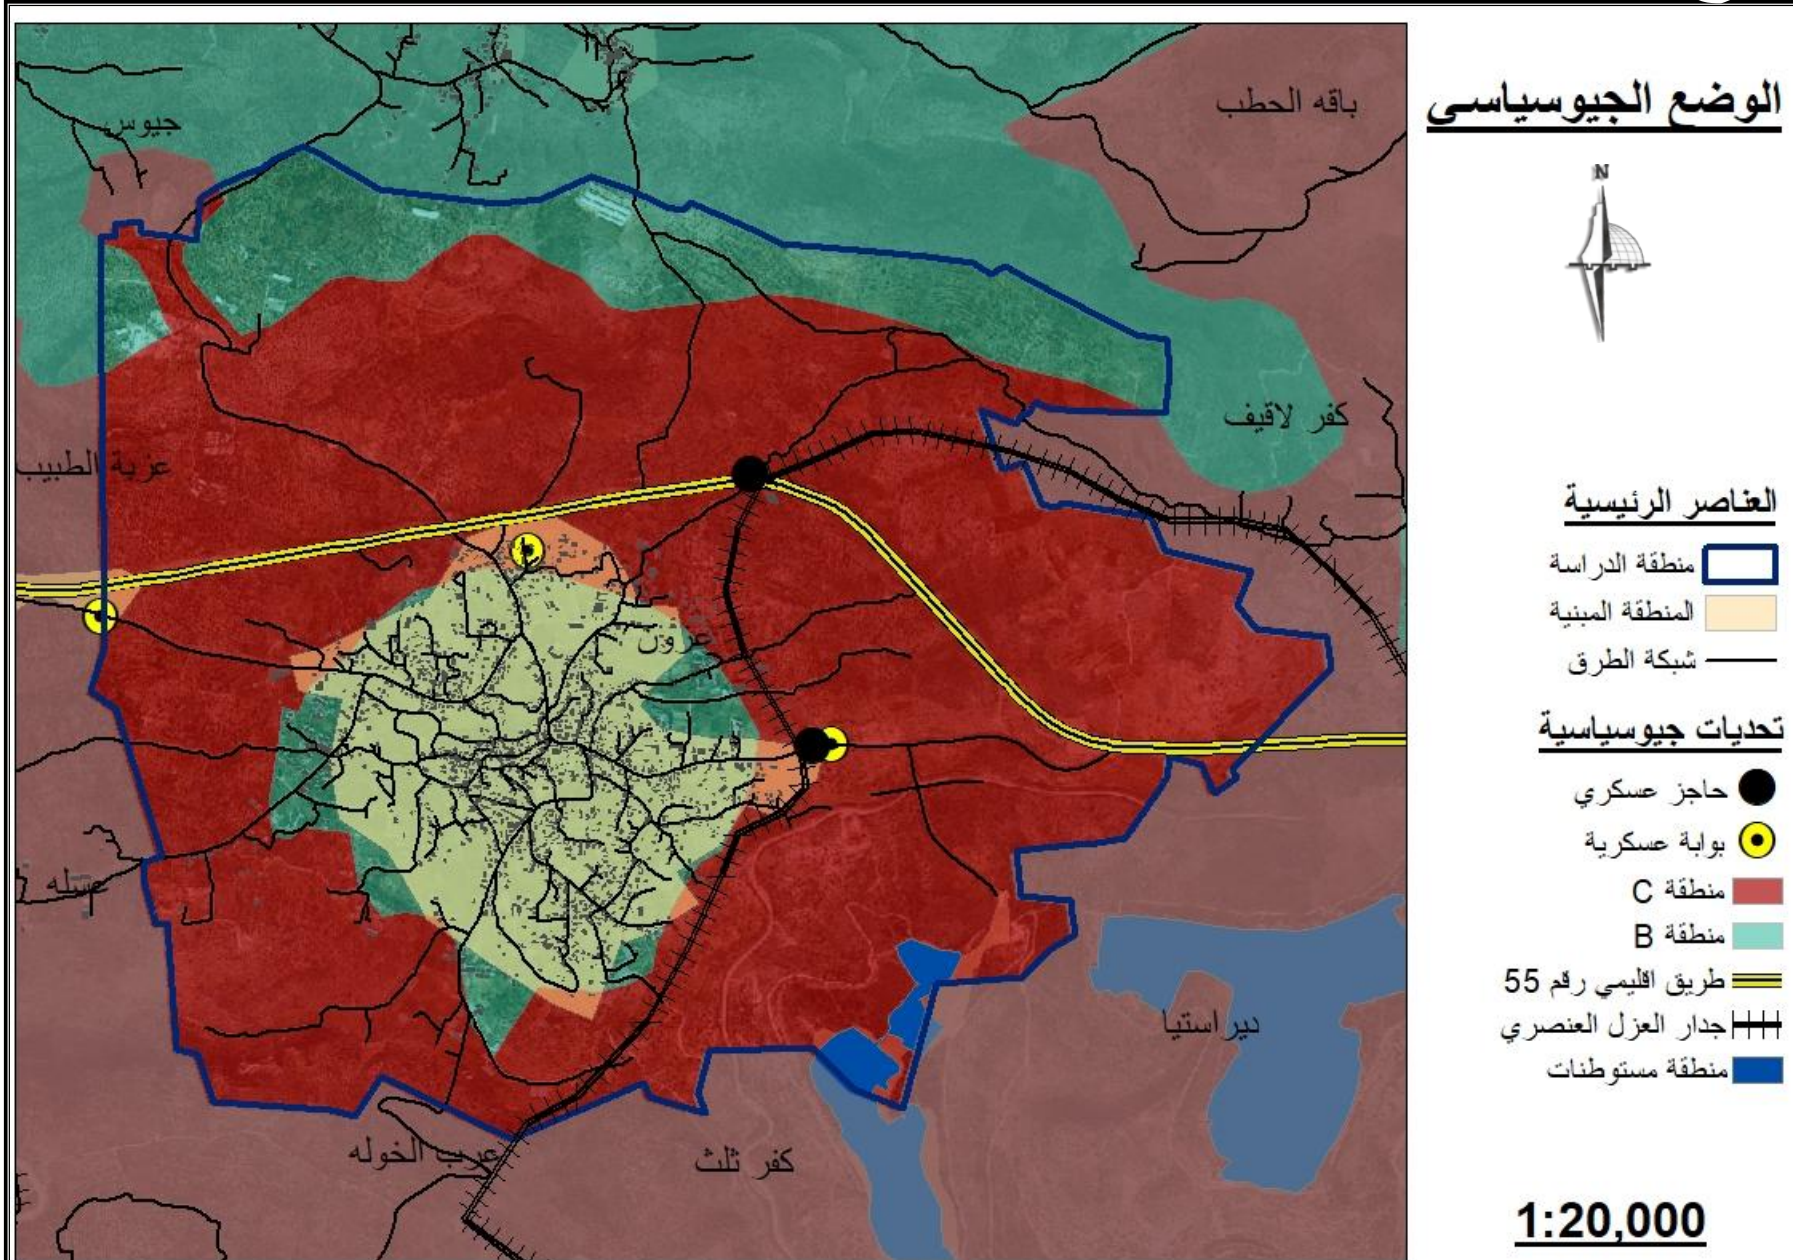 الوضع الجيوسياسي
N
العناصر الرئيسية
منطقة الدراسة
المنطقة المبنية
شبكة الطرق
تحديات جيوسياسية
حاجز عسكري
بوابة عسكرية
منطقة C
منطقة B
طريق اقليمي رقم 55
جدار العزل العنصري
منطقة مستوطنات
1:20,000
باقه الحطب
جيوس
كفر لاقيف
عزبة الطبيب
عزون
عسله
ديراستيا
كفر ثلث
عرب الخوله